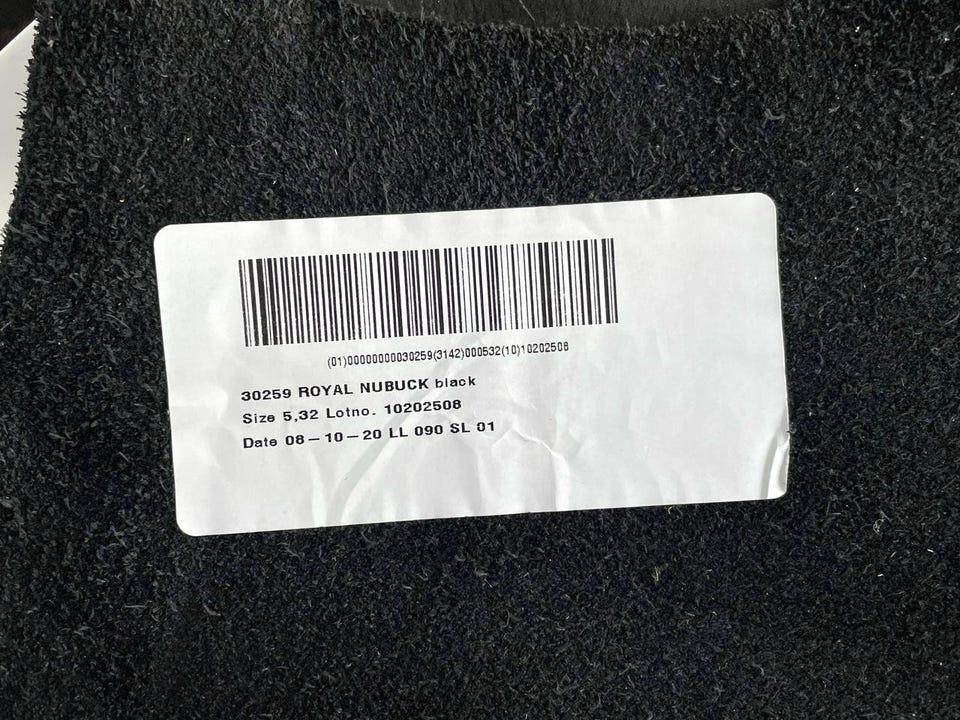 (01)00000000030259(3142)000532(10)10202508
30259 ROYAL NUBUCK black
Size 5,32 Lotno. 10202508
Date 08-10-20 LL 090 SL 01